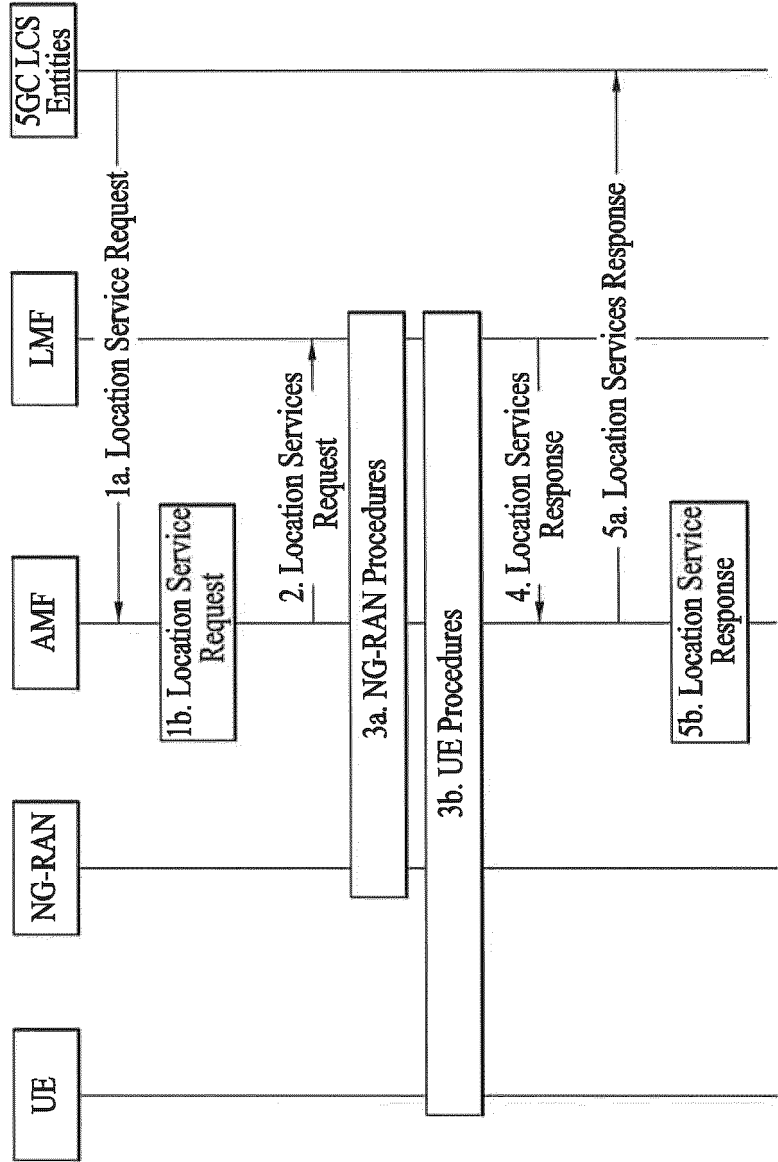 UE
NG-RAN
AMF
LMF
5GC LCS
Entities
1a. Location Service Request
1b. Location Service
Request
2. Location Services
Request
3a. NG-RAN Procedures
3b. UE Procedures
4. Location Services
Response
5a. Location Services Response
5b. Location Service
Response